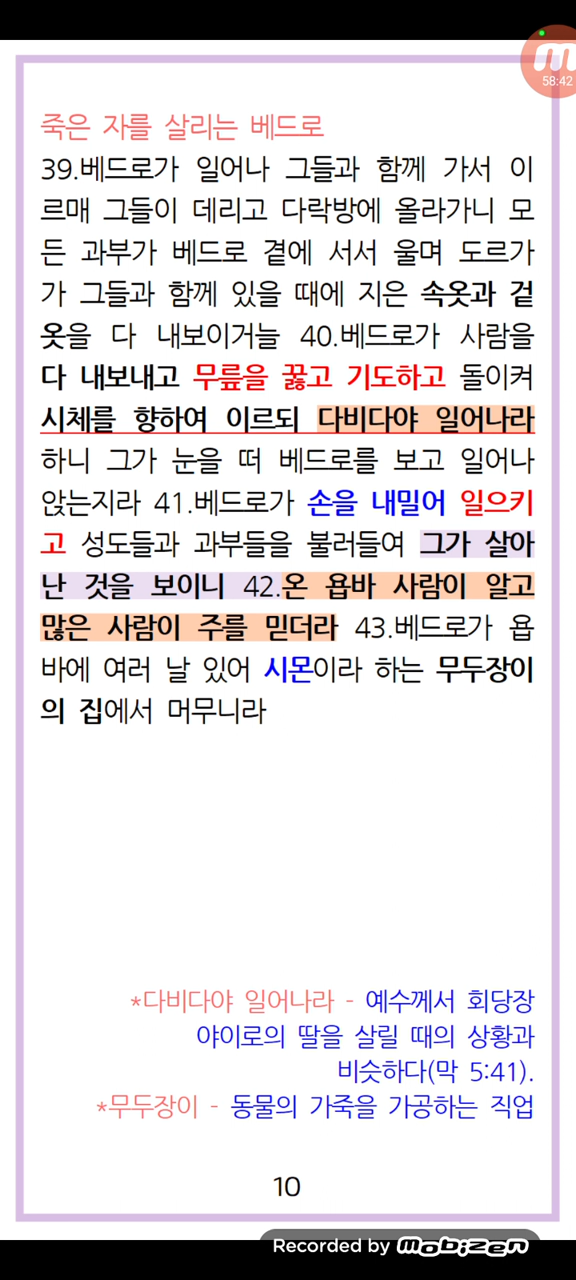 58:42
죽은 자를 살리는 베드로
39.베드로가 일어나 그들과 함께 가서 이
르매 그들이 데리고 다락방에 올라가니 모
든 과부가 베드로 곁에 서서 울며 도르가
가 그들과 함께 있을 때에 지은 속옷과 겉
옷을 다 내보이거늘 40.베드로가 사람을
다 내보내고 무릎을 꿇고 기도하고 돌이켜
시체를 향하여 이르되 다비다야 일어나라
하니 그가 눈을 떠 베드로를 보고 일어나
앉는지라 41.베드로가 손을 내밀어 일으키
고 성도들과 과부들을 불러들여 그가 살아
난 것을 보이니 42.온 욥바 사람이 알고
많은 사람이 주를 믿더라 43.베드로가 욥
바에 여러 날 있어 시몬이라 하는 무두장이
의 집에서 머무니라
*다비다야 일어나라 - 예수께서 회당장
야이로의 딸을 살릴 때의 상황과
비슷하다(막 5:41).
*무두장이 - 동물의 가죽을 가공하는 직업
10
Recorded by mobizen